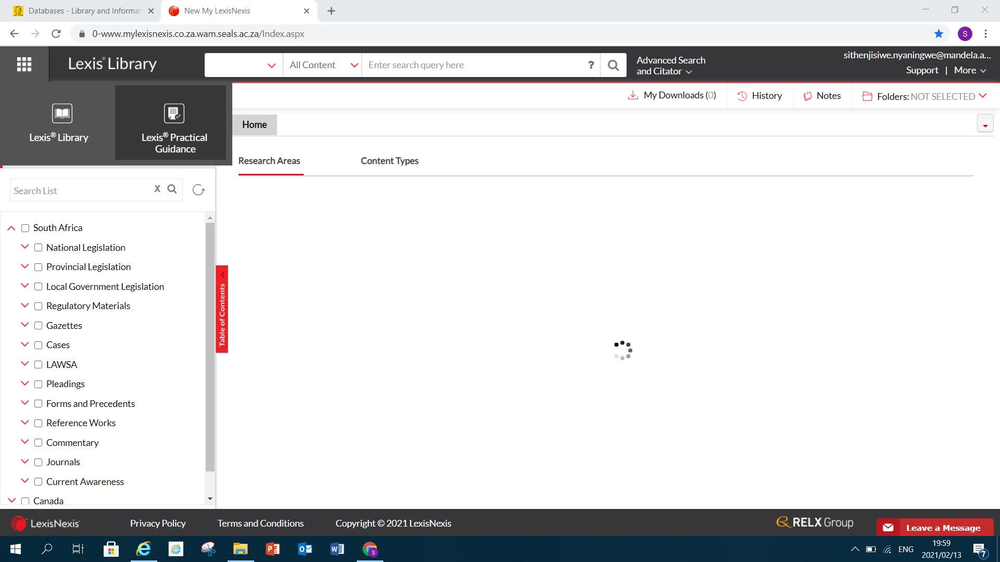 Databases - Library and Informat
New My LexisNexis
0-www.mylexisnexis.co.za.wam.seals.ac.za/Index.aspx
S
Lexis® Library
All Content
Enter search query here
?
Advanced Search
and Citator
sithenjisiwe.nyaningwe@mandela.a...
Support | More
Lexis® Library
Lexis® Practical
Guidance
My Downloads (0)
History
Notes
Folders: NOT SELECTED
Home
Research Areas
Content Types
Search List
X
South Africa
National Legislation
Provincial Legislation
Local Government Legislation
Regulatory Materials
Gazettes
Cases
LAWSA
Pleadings
Forms and Precedents
Reference Works
Commentary
Journals
Current Awareness
Canada
Table of Contents
LexisNexis®
Privacy Policy
Terms and Conditions
Copyright © 2021 LexisNexis
RELX Group
Leave a Message
ENG
19:59
2021/02/13
7